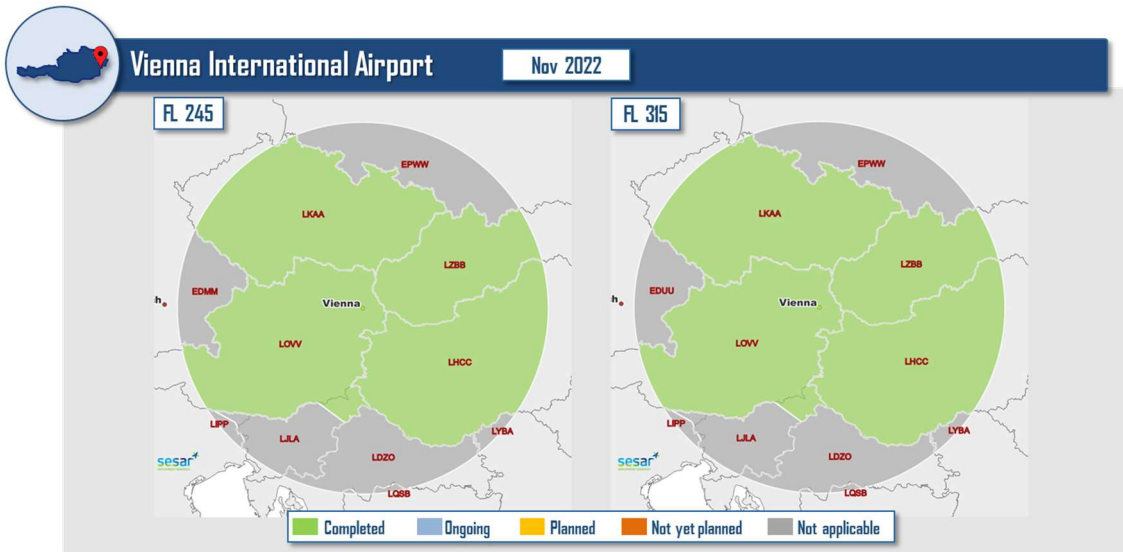 Vienna International Airport
Nov 2022
FL 245
EPWW
LKAA
LZBB
EDMM
h
Vienna
LOVV
LHCC
LIPP
LJLA
LYBA
LDZO
sesar
LQSB
FL 315
EPWW
LKAA
LZBB
EDUU
h
Vienna
LOVV
LHCC
LIPP
LJLA
LYBA
LDZO
sesar
LQSB
Completed
Ongoing
Planned
Not yet planned
Not applicable